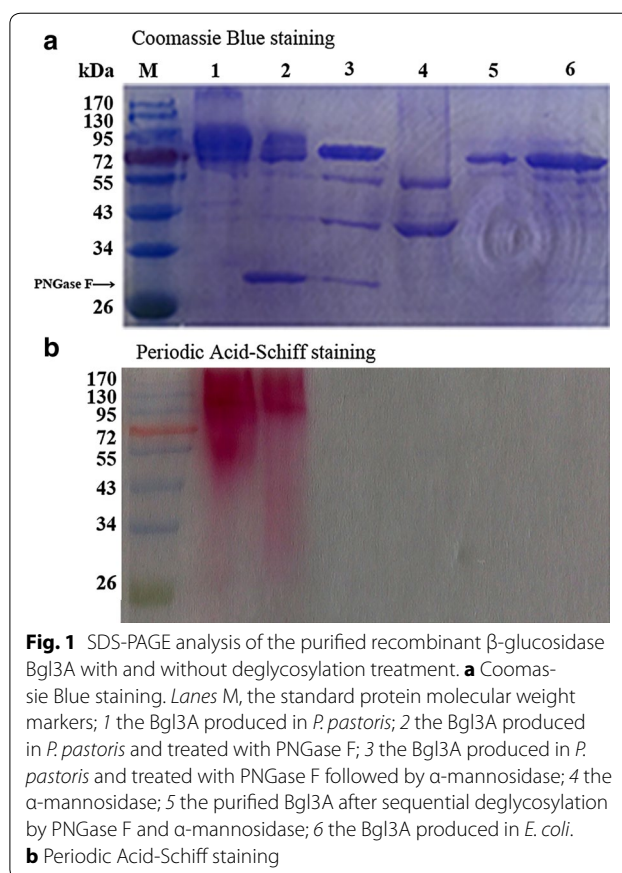 a Coomassie Blue staining
kDa M 1 2 3 4 5 6
170
130
95
72
55
43
34
PNGase F→
26
b Periodic Acid-Schiff staining
170
130
95
72
55
43
34
26
Fig. 1 SDS-PAGE analysis of the purified recombinant β-glucosidase
Bgl3A with and without deglycosylation treatment. a Coomas-
sie Blue staining. Lanes M, the standard protein molecular weight
markers; 1 the Bgl3A produced in P. pastoris; 2 the Bgl3A produced
in P. pastoris and treated with PNGase F; 3 the Bgl3A produced in P.
pastoris and treated with PNGase F followed by α-mannosidase; 4 the
α-mannosidase; 5 the purified Bgl3A after sequential deglycosylation
by PNGase F and α-mannosidase; 6 the Bgl3A produced in E. coli.
b Periodic Acid-Schiff staining